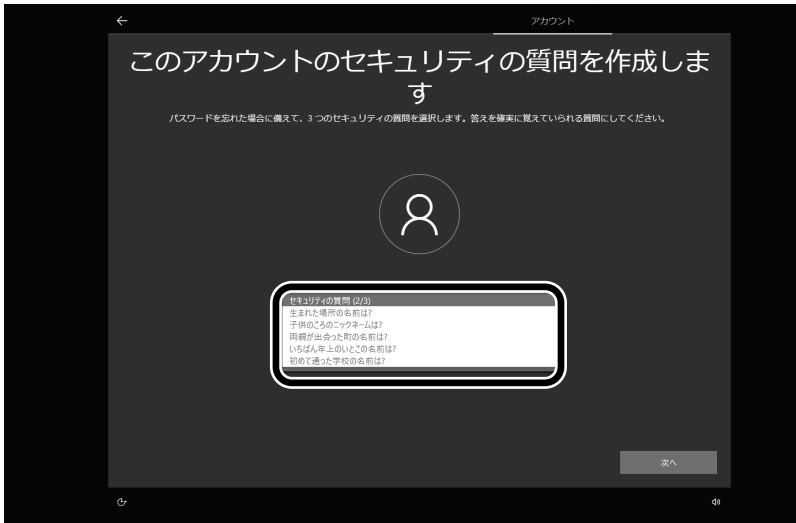 アカウント
このアカウントのセキュリティの質問を作成しま
す
パスワードを忘れた場合に備えて、3 つのセキュリティの質問を選択します。答えを確実に覚えていられる質問にしてください。
セキュリティの質問 (2/3)
生まれた場所の名前は?
子供のころのニックネームは?
両親が出会った町の名前は?
いちばん年上のいとこの名前は?
初めて通った学校の名前は?
次へ